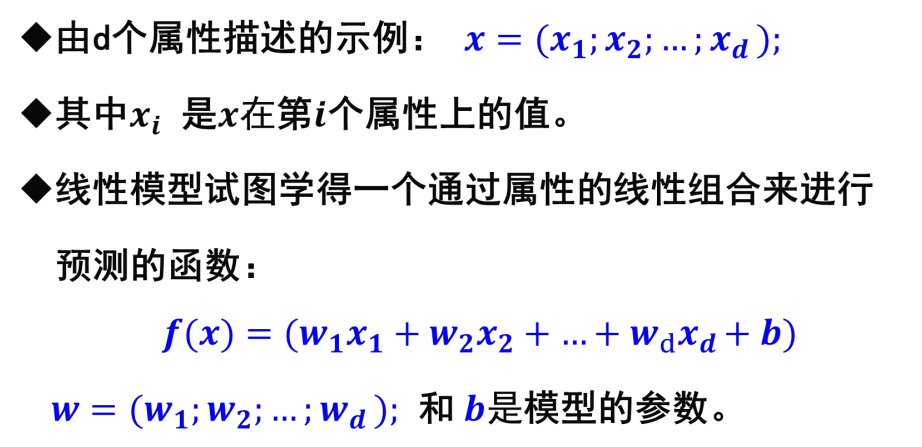 ◆由d个属性描述的示例： x = (x₁; x₂; …; x_d );
◆其中xᵢ 是x在第i个属性上的值。
◆线性模型试图学得一个通过属性的线性组合来进行
预测的函数：
f(x) = (w₁x₁ + w₂x₂ + … + w_dx_d + b)
w = (w₁; w₂; …; w_d ); 和 b是模型的参数。